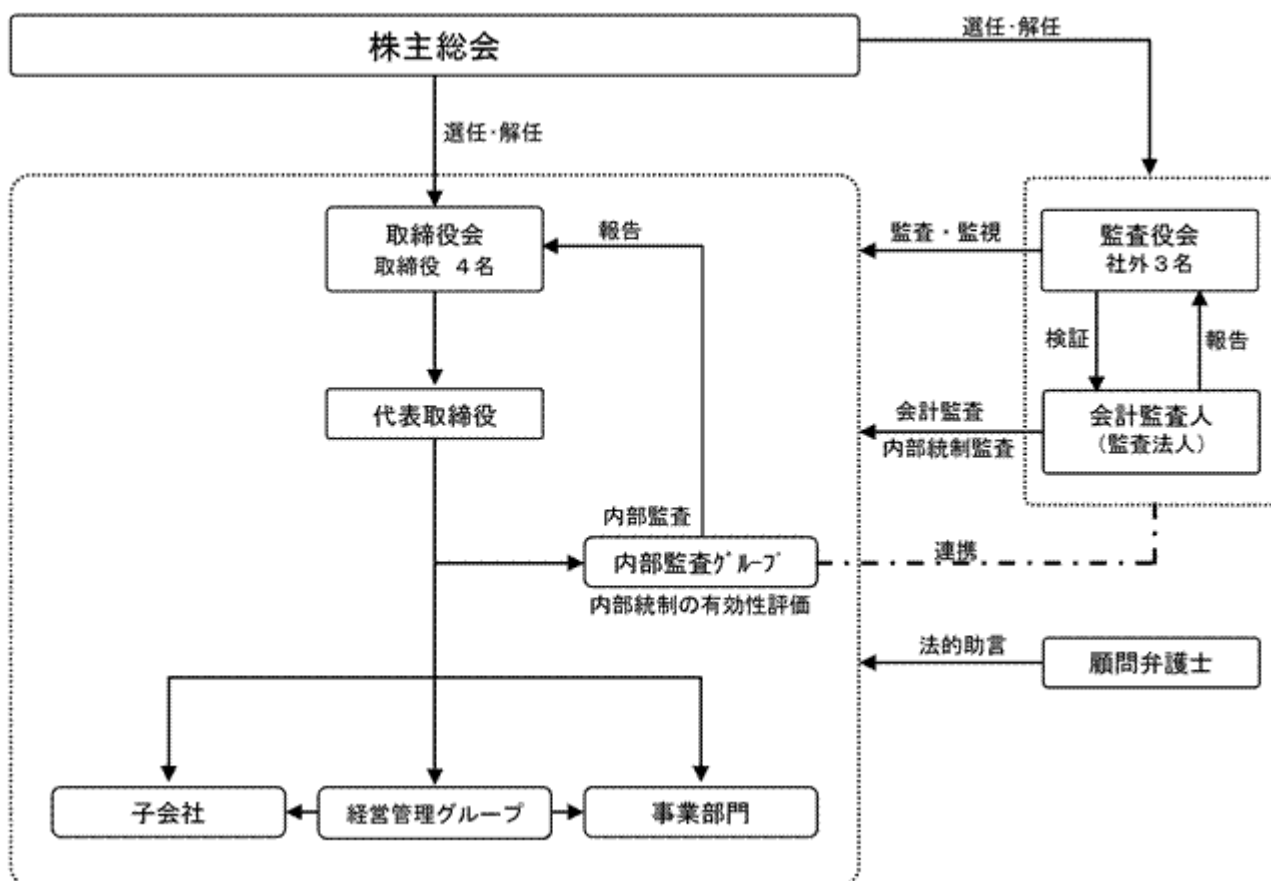 株主総会
選任・解任
選任・解任
取締役会
取締役 4名
報告
監査・監視
監査役会
社外3名
検証
報告
代表取締役
会計監査
内部統制監査
会計監査人
(監査法人)
内部監査
内部監査ｸﾞﾙｰﾌﾟ
連携
内部統制の有効性評価
法的助言
顧問弁護士
子会社
経営管理グループ
事業部門